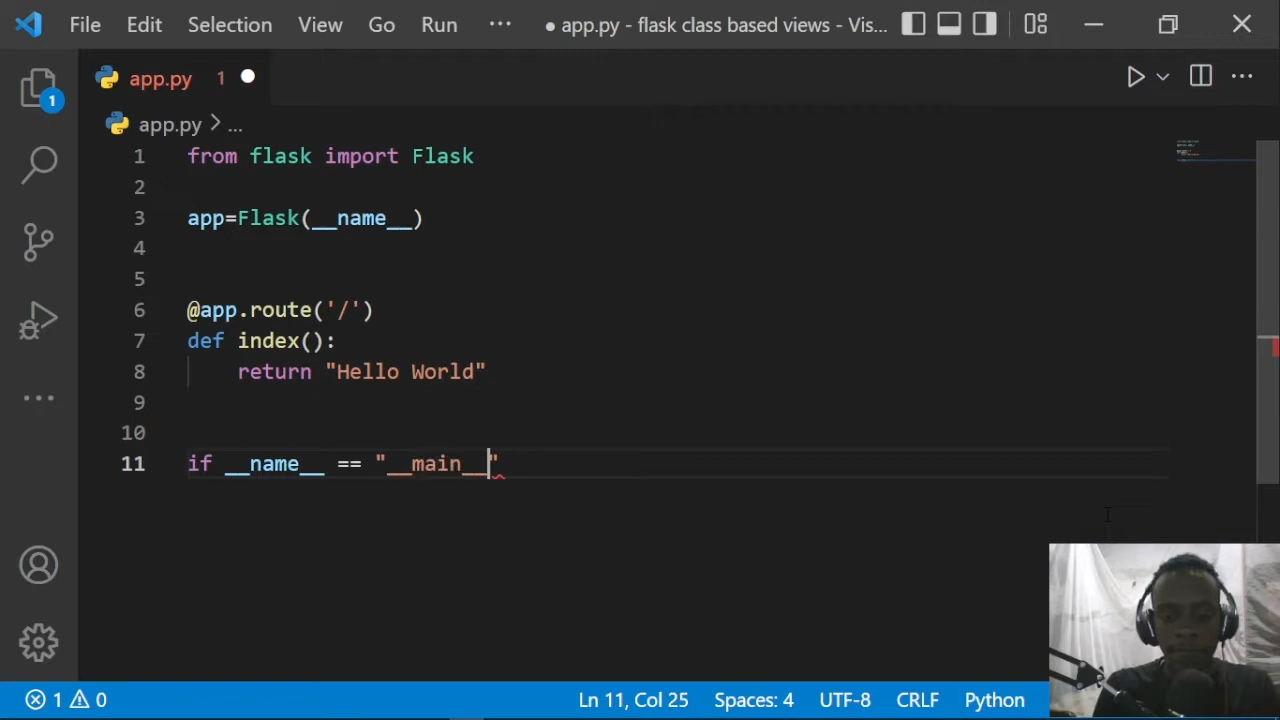 File Edit Selection View Go Run ··· ● app.py - flask class based views - Vis...
app.py 1 ●
1
app.py > ...
1 from flask import Flask
2
3 app=Flask(__name__)
4
5
6 @app.route('/')
7 def index():
8 return "Hello World"
9
10
11 if __name__ == "__main__"
1 0 Ln 11, Col 25 Spaces: 4 UTF-8 CRLF Python